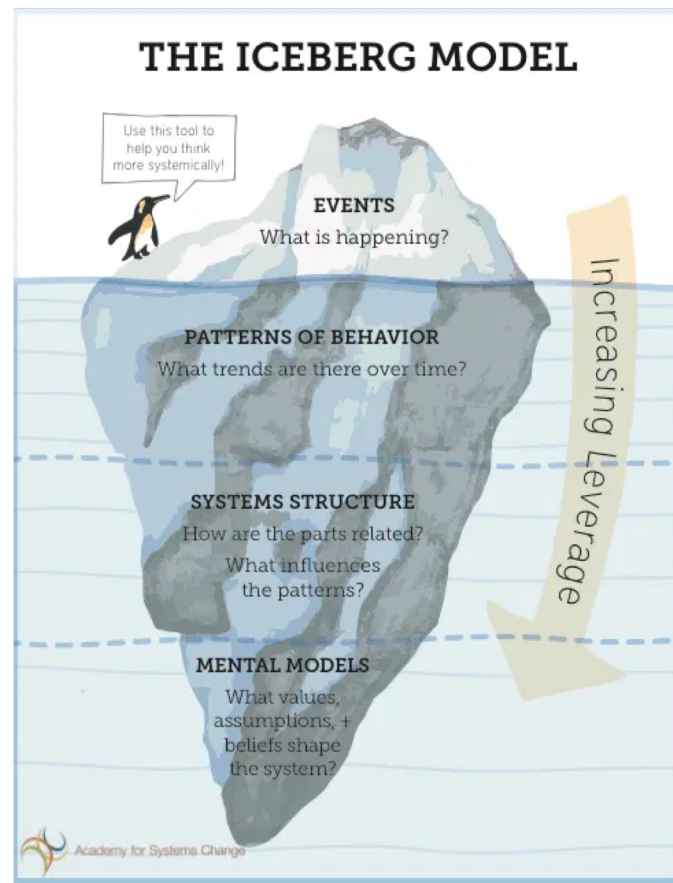 THE ICEBERG MODEL
Use this tool to
help you think
more systemically!
EVENTS
What is happening?
PATTERNS OF BEHAVIOR
What trends are there over time?
SYSTEMS STRUCTURE
How are the parts related?
What influences
the patterns?
MENTAL MODELS
What values,
assumptions, +
beliefs shape
the system?
Increasing Leverage
Academy for Systems Change